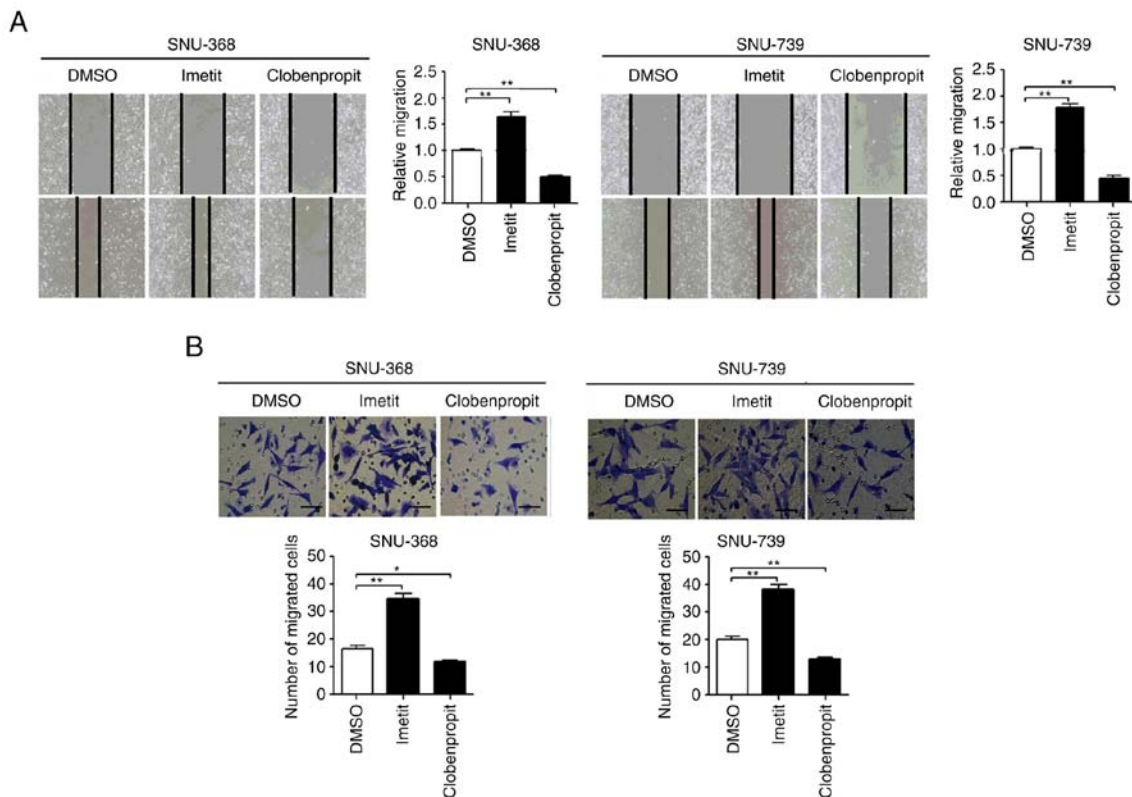 A
SNU-368
DMSO Imetit Clobenpropit
SNU-368
Relative migration
2.5
2.0
1.5
1.0
0.5
0.0
**
**
DMSO
Imetit
Clobenpropit
SNU-739
DMSO Imetit Clobenpropit
SNU-739
Relative migration
2.5
2.0
1.5
1.0
0.5
0.0
**
**
DMSO
Imetit
Clobenpropit
B
SNU-368
DMSO Imetit Clobenpropit
SNU-368
Number of migrated cells
50
40
30
20
10
0
*
**
DMSO
Imetit
Clobenpropit
SNU-739
DMSO Imetit Clobenpropit
SNU-739
Number of migrated cells
50
40
30
20
10
0
**
**
DMSO
Imetit
Clobenpropit